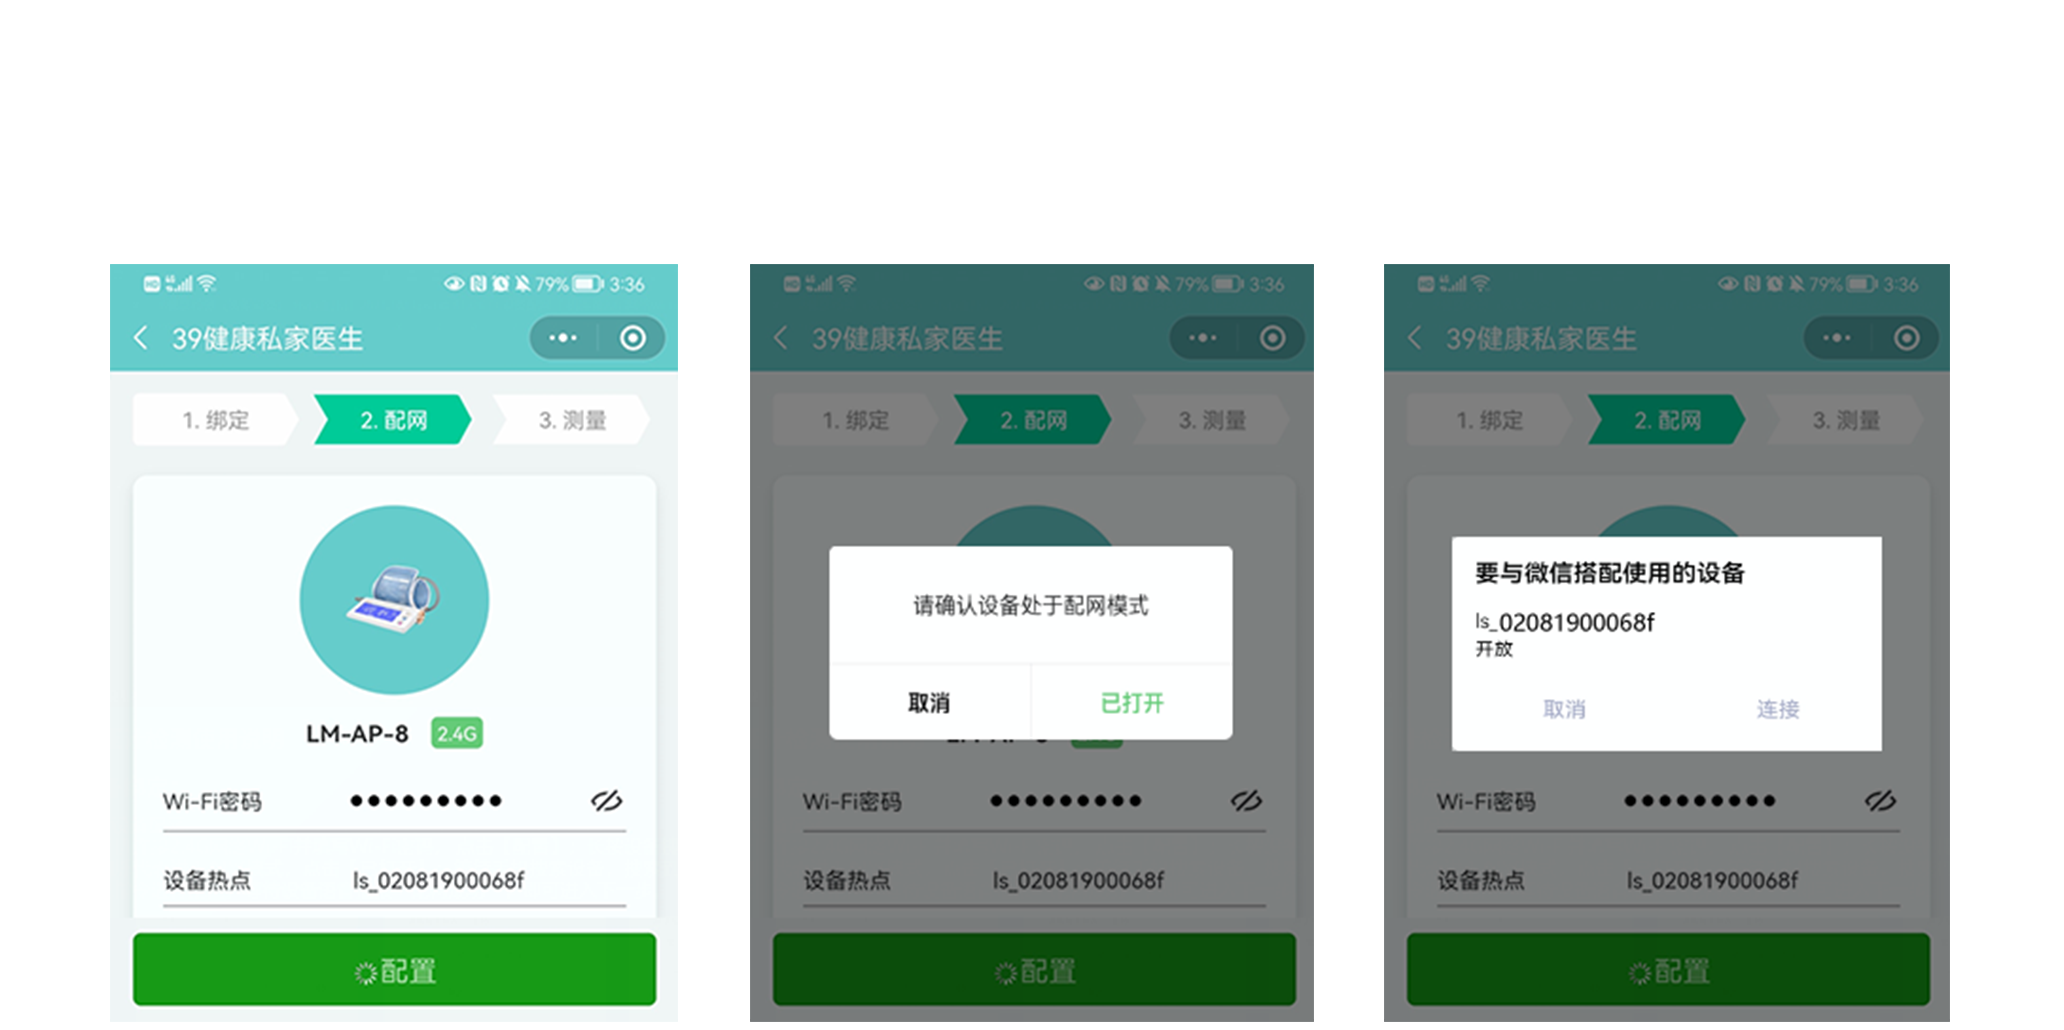 79% 3:36
39健康私家医生
1. 绑定 2. 配网 3. 测量
LM-AP-8 2.4G
Wi-Fi密码 ●●●●●●●●●
设备热点 ls_02081900068f
配置
79% 3:36
39健康私家医生
1. 绑定 2. 配网 3. 测量
请确认设备处于配网模式
取消 已打开
Wi-Fi密码 ●●●●●●●●●
设备热点 ls_02081900068f
配置
79% 3:36
39健康私家医生
1. 绑定 2. 配网 3. 测量
要与微信搭配使用的设备
ls_02081900068f
开放
取消 连接
Wi-Fi密码 ●●●●●●●●●
设备热点 ls_02081900068f
配置